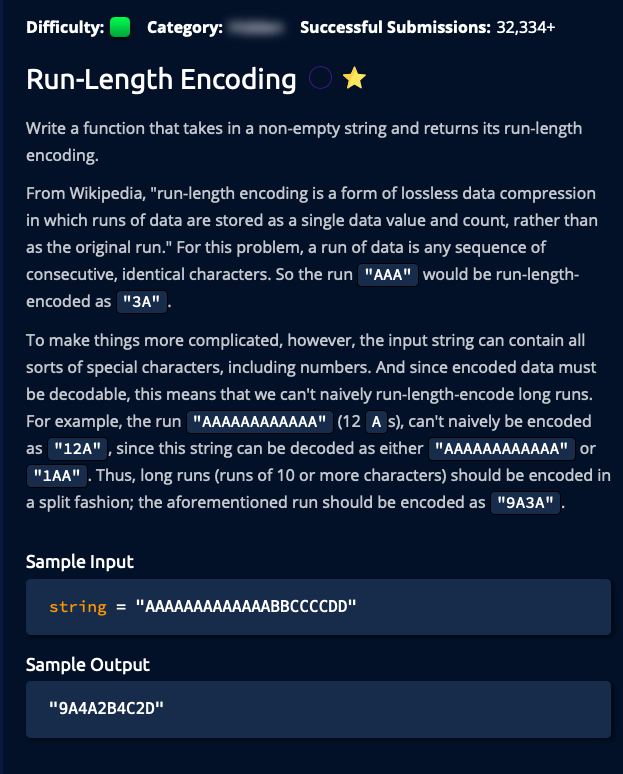 Difficulty: Category: Successful Submissions: 32,334+
Run-Length Encoding
Write a function that takes in a non-empty string and returns its run-length
encoding.
From Wikipedia, "run-length encoding is a form of lossless data compression
in which runs of data are stored as a single data value and count, rather than
as the original run." For this problem, a run of data is any sequence of
consecutive, identical characters. So the run "AAA" would be run-length-
encoded as "3A" .
To make things more complicated, however, the input string can contain all
sorts of special characters, including numbers. And since encoded data must
be decodable, this means that we can't naively run-length-encode long runs.
For example, the run "AAAAAAAAAAAA" (12 A s), can't naively be encoded
as "12A" , since this string can be decoded as either "AAAAAAAAAAAA" or
"1AA" . Thus, long runs (runs of 10 or more characters) should be encoded in
a split fashion; the aforementioned run should be encoded as "9A3A" .
Sample Input
string = "AAAAAAAAAAAAABBCCCCDD"
Sample Output
"9A4A2B4C2D"